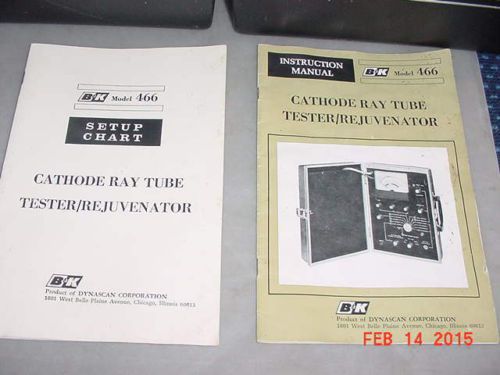 B&K Model 466
SETUP
CHART
CATHODE RAY TUBE
TESTER/REJUVENATOR
B&K
Product of DYNASCAN CORPORATION
1801 West Belle Plaine Avenue, Chicago, Illinois 60613
INSTRUCTION
MANUAL
B&K Model 466
CATHODE RAY TUBE
TESTER/REJUVENATOR
B&K
Product of DYNASCAN CORPORATION
1801 West Belle Plaine Avenue, Chicago, Illinois 60613
FEB 14 2015